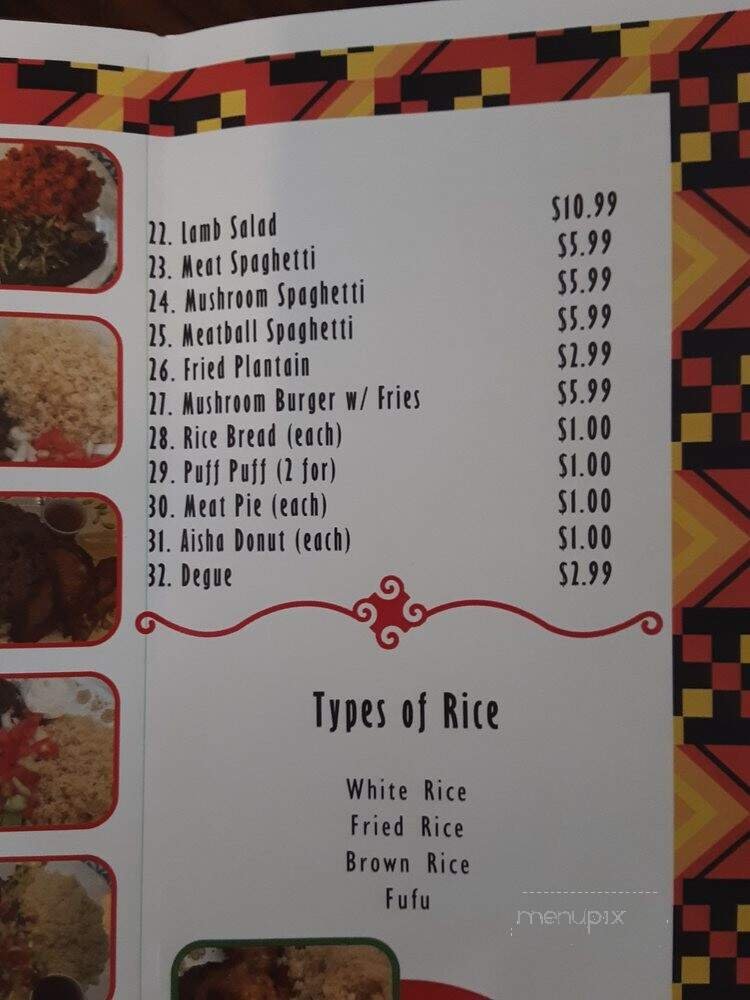 22. Lamb Salad $10.99
23. Meat Spaghetti $5.99
24. Mushroom Spaghetti $5.99
25. Meatball Spaghetti $5.99
26. Fried Plantain $2.99
27. Mushroom Burger w/ Fries $5.99
28. Rice Bread (each) $1.00
29. Puff Puff (2 for) $1.00
30. Meat Pie (each) $1.00
31. Aisha Donut (each) $1.00
32. Degue $2.99
Types of Rice
White Rice
Fried Rice
Brown Rice
Fufu
menupix